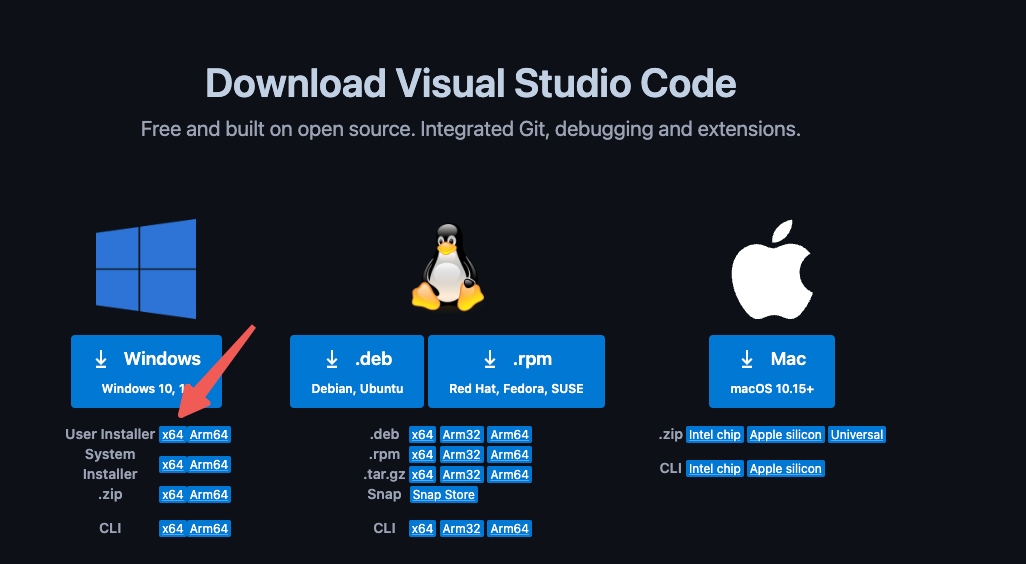 Download Visual Studio Code
Free and built on open source. Integrated Git, debugging and extensions.
Windows
Windows 10, 1
User Installer x64 Arm64
System
Installer x64 Arm64
.zip x64 Arm64
CLI x64 Arm64
.deb
Debian, Ubuntu
.rpm
Red Hat, Fedora, SUSE
.deb x64 Arm32 Arm64
.rpm x64 Arm32 Arm64
.tar.gz x64 Arm32 Arm64
Snap Snap Store
CLI x64 Arm32 Arm64
Mac
macOS 10.15+
.zip Intel chip Apple silicon Universal
CLI Intel chip Apple silicon